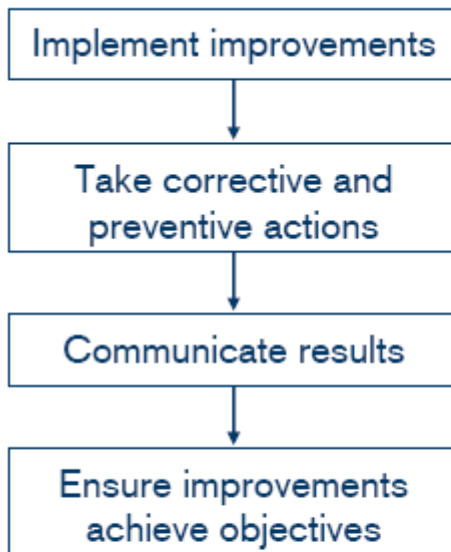 Implement improvements
Take corrective and
preventive actions
Communicate results
Ensure improvements
achieve objectives